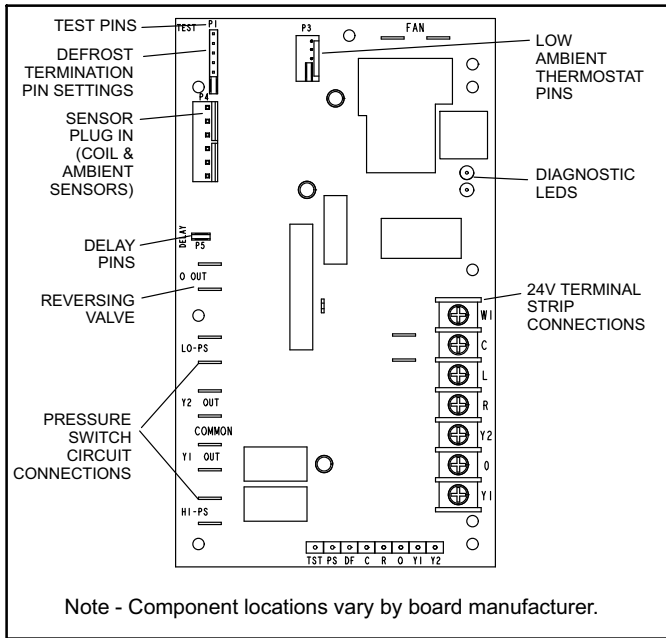 TEST PINS
DEFROST
TERMINATION
PIN SETTINGS
SENSOR
PLUG IN
(COIL &
AMBIENT
SENSORS)
DELAY
PINS
REVERSING
VALVE
PRESSURE
SWITCH
CIRCUIT
CONNECTIONS
TEST
P1
P4
DELAY
P5
O OUT
LO-PS
Y2 OUT
COMMON
Y1 OUT
HI-PS
P3
FAN
LOW
AMBIENT
THERMOSTAT
PINS
DIAGNOSTIC
LEDS
24V TERMINAL
STRIP
CONNECTIONS
W1
C
L
R
Y2
O
Y1
TST PS DF C R O Y1 Y2
Note - Component locations vary by board manufacturer.